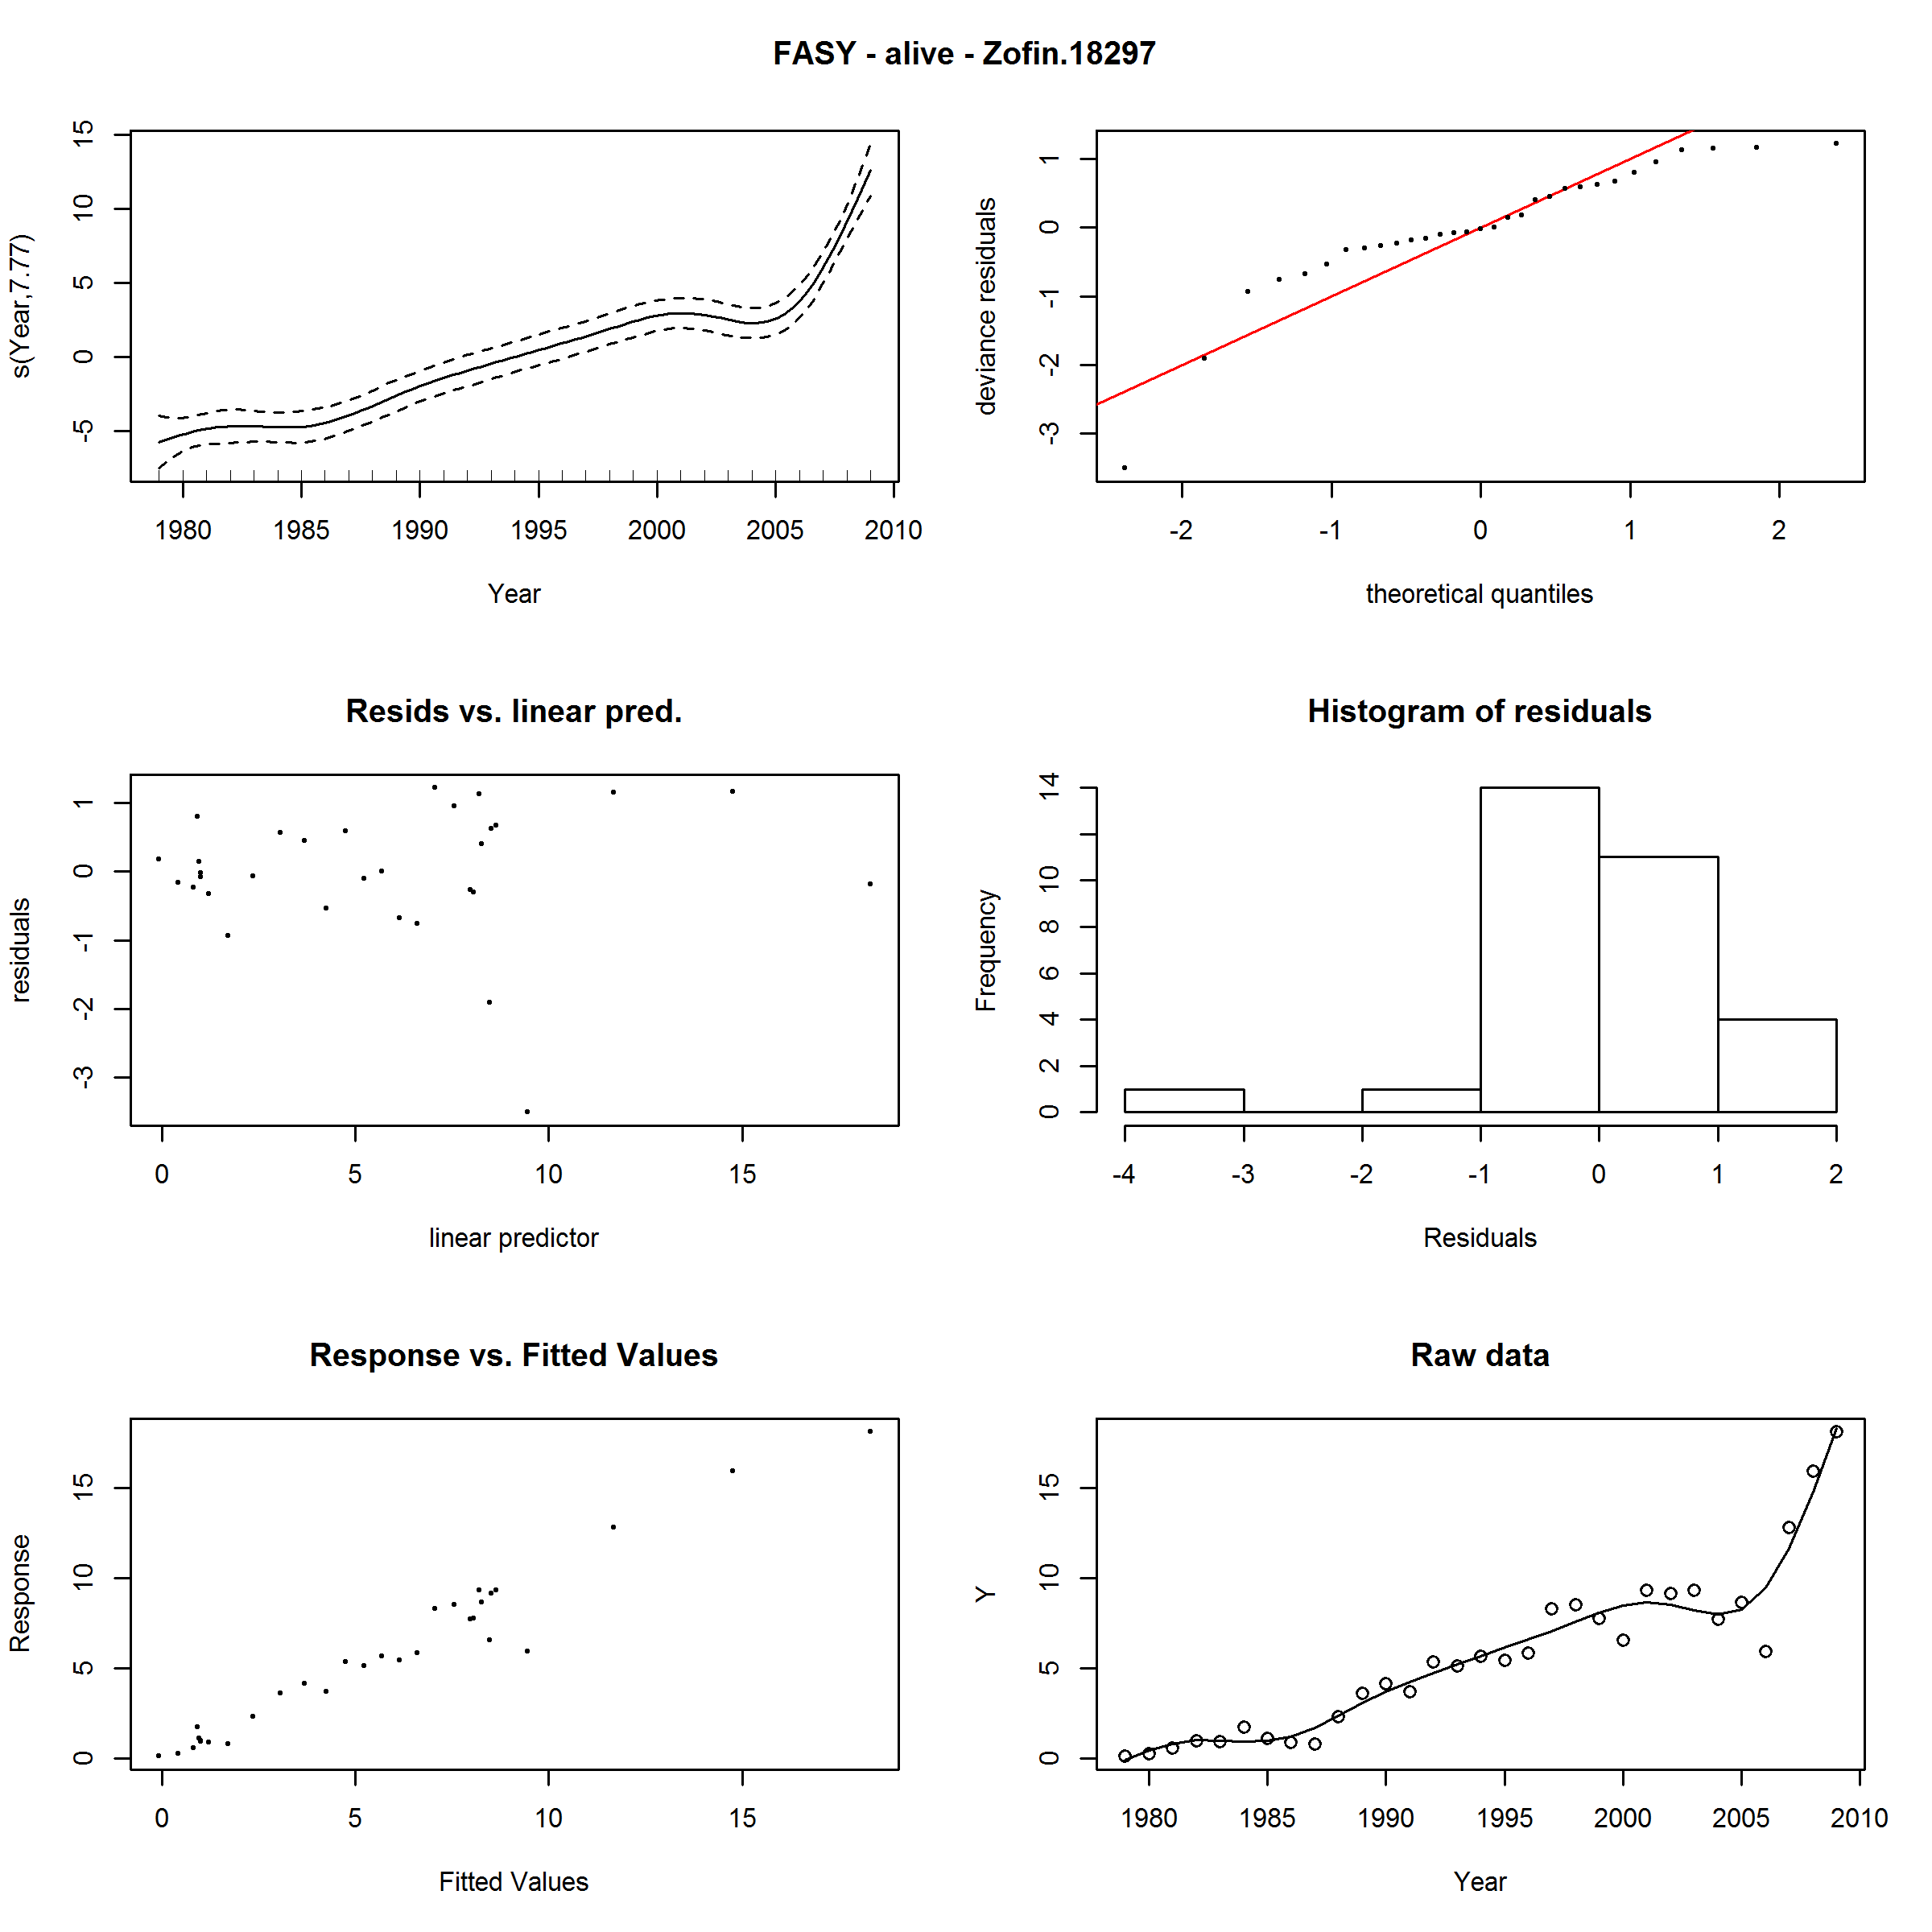 FASY - alive - Zofin.18297
s(Year,7.77)
15
10
5
0
-5
1980 1985 1990 1995 2000 2005 2010
Year
deviance residuals
1
0
-1
-2
-3
-2 -1 0 1 2
theoretical quantiles
Resids vs. linear pred.
residuals
1
0
-1
-2
-3
0 5 10 15
linear predictor
Histogram of residuals
Frequency
14
10
8
6
4
2
0
-4 -3 -2 -1 0 1 2
Residuals
Response vs. Fitted Values
Response
15
10
5
0
0 5 10 15
Fitted Values
Raw data
Y
15
10
5
0
1980 1985 1990 1995 2000 2005 2010
Year